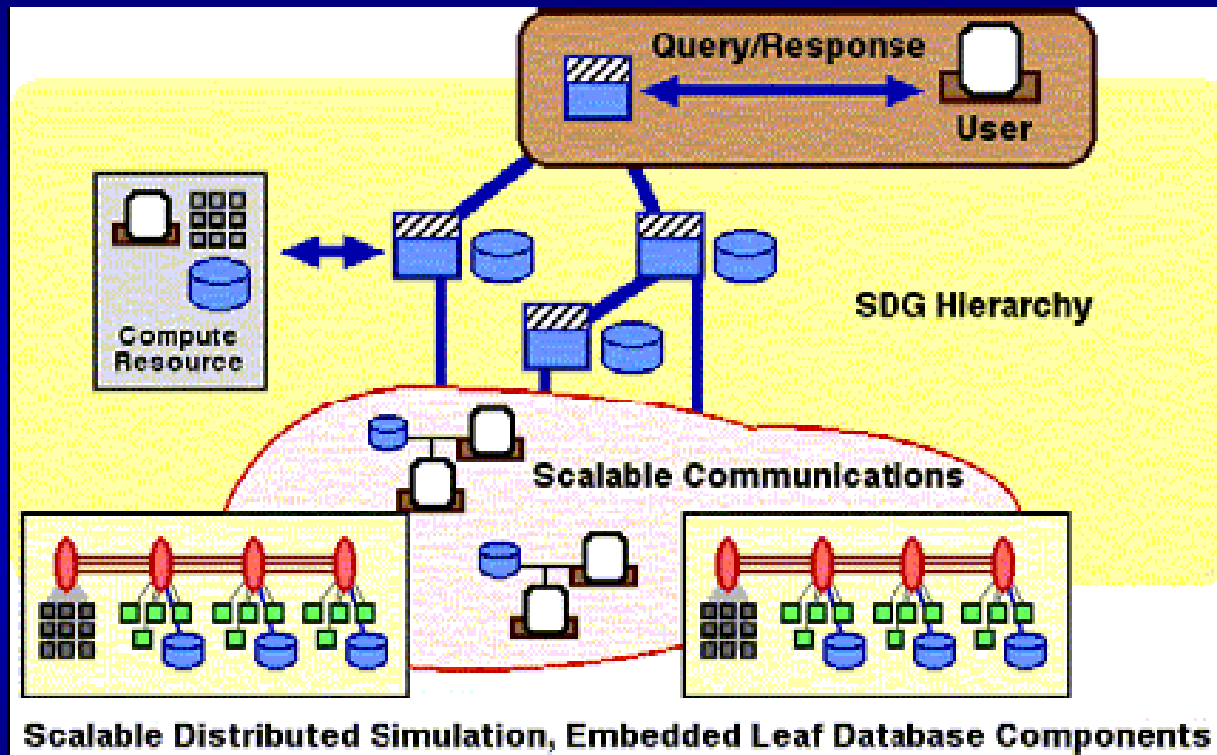 Query/Response
User
Compute
Resource
SDG Hierarchy
Scalable Communications
Scalable Distributed Simulation, Embedded Leaf Database Components